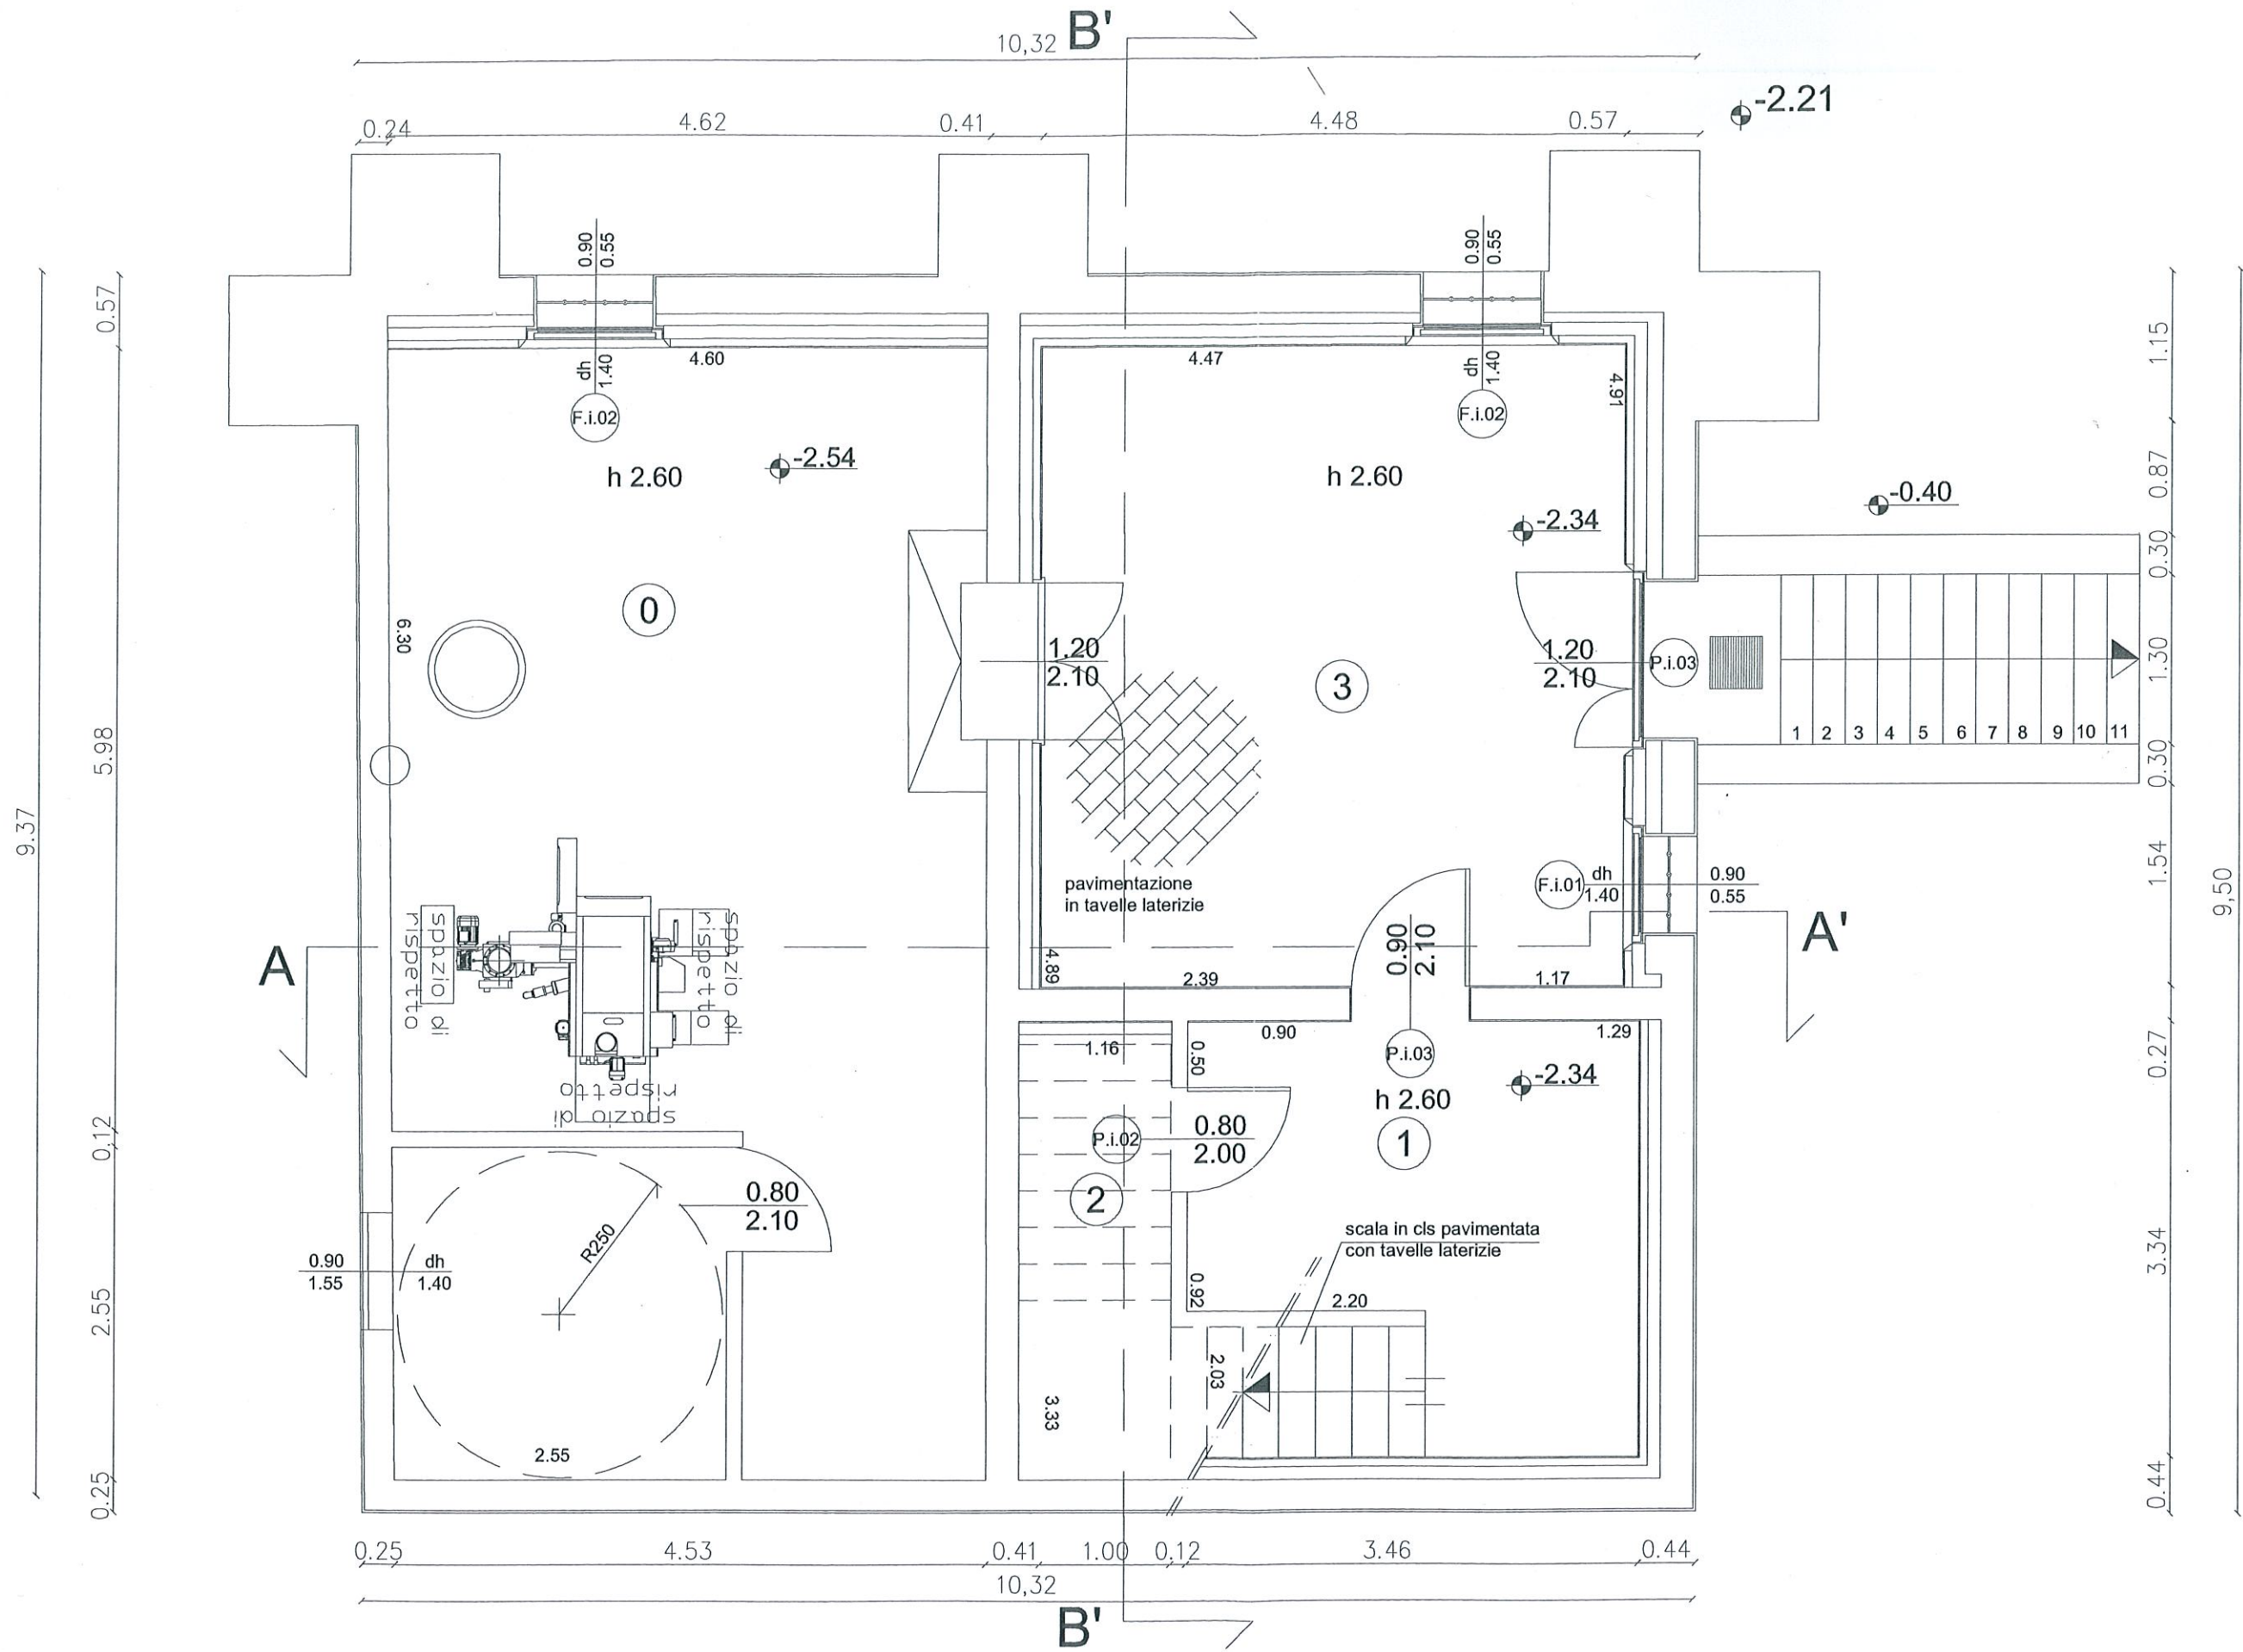 B'
10,32
-2.21
0.24
4.62
0.41
4.48
0.57
0.90
0.55
0.90
0.55
0.57
1.15
4.60
4.47
dh
1.40
dh
1.40
4.91
F.i.02
F.i.02
h 2.60
-2.54
h 2.60
0.87
-0.40
-2.34
0.30
0
6.30
1.20
2.10
3
1.20
2.10
P.i.03
1.30
1 2 3 4 5 6 7 8 9 10 11
5.98
0.30
9.37
pavimentazione
in tavelle laterizie
F.i.01
dh
1.40
0.90
0.55
1.54
9,50
spazio di
rispetto
spazio di
rispetto
A
A'
0.90
2.10
4.89
2.39
1.17
0.90
1.29
1.16
0.50
P.i.03
0.27
-2.34
h 2.60
spazio di
rispetto
0.12
P.i.02
0.80
2.00
1
2
0.80
2.10
R250
scala in cls pavimentata
con tavelle laterizie
3.34
0.90
1.55
dh
1.40
0.92
2.20
2.55
2.03
3.33
2.55
0.25
0.44
0.25
4.53
0.41
1.00
0.12
3.46
0.44
10,32
B'